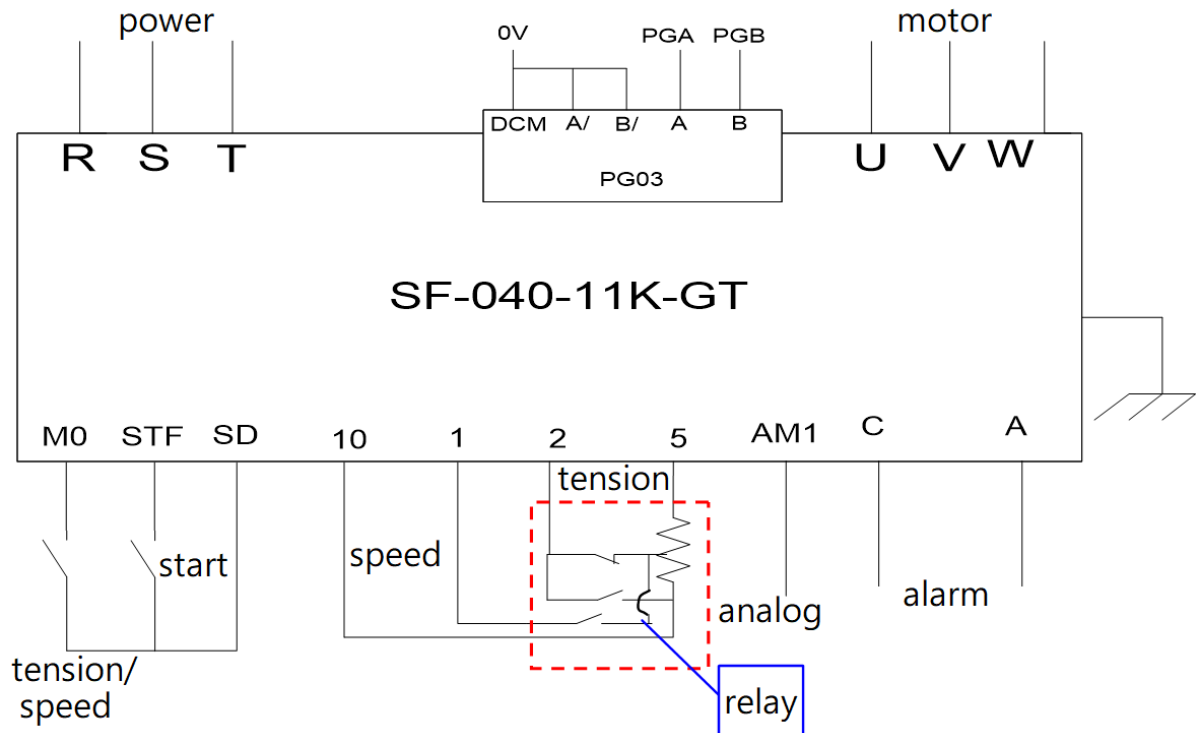 power
motor
0V
PGA
PGB
DCM A/ B/ A B
PG03
R S T
U V W
SF-040-11K-GT
M0 STF SD 10 1 2 5 AM1 C A
tension
start
speed
analog
alarm
tension/
speed
relay